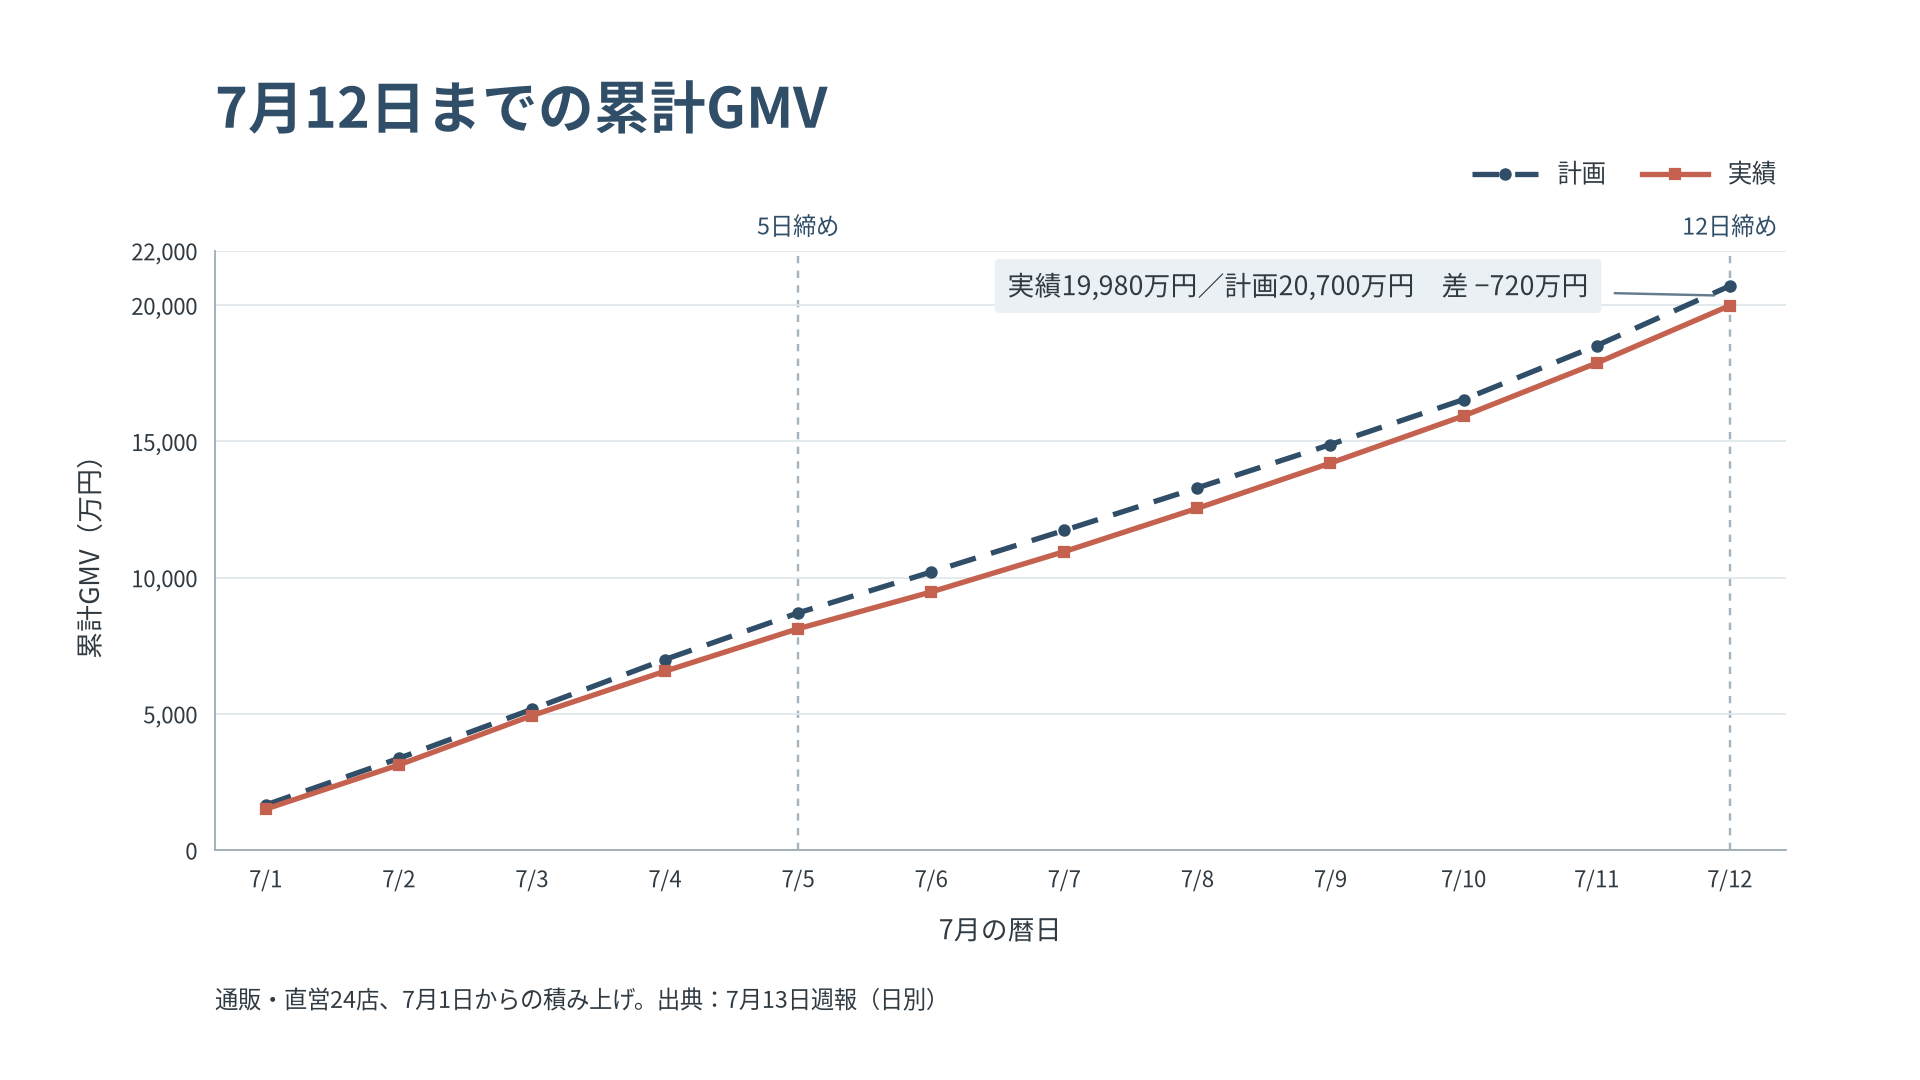 7月12日までの累計GMV
計画
実績
5日締め
12日締め
実績19,980万円／計画20,700万円　差 −720万円
累計GMV（万円）
22,000
20,000
15,000
10,000
5,000
0
7/1
7/2
7/3
7/4
7/5
7/6
7/7
7/8
7/9
7/10
7/11
7/12
7月の暦日
通販・直営24店、7月1日からの積み上げ。出典：7月13日週報（日別）